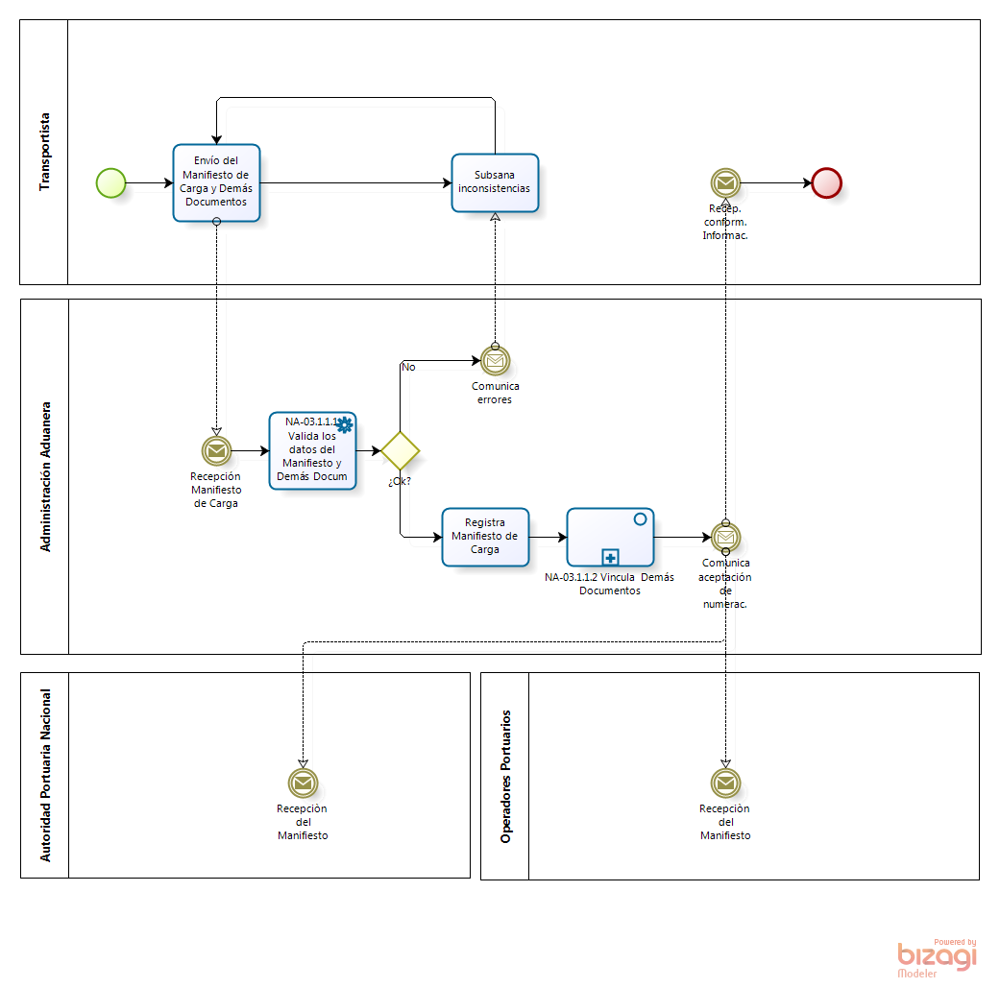 Transportista
Envío del
Manifiesto de
Carga y Demás
Documentos
Subsana
inconsistencias
Recep.
conform.
Informac.
Administración Aduanera
No
Comunica
errores
NA-03.1.1.1
Valida los
datos del
Manifiesto y
Demás Docum
Recepción
Manifiesto
de Carga
¿Ok?
Registra
Manifiesto de
Carga
NA-03.1.1.2 Vincula Demás
Documentos
Comunica
aceptación
de
numerac.
Autoridad Portuaria Nacional
Recepciòn
del
Manifiesto
Operadores Portuarios
Recepciòn
del
Manifiesto
Powered by
bizagi
Modeler